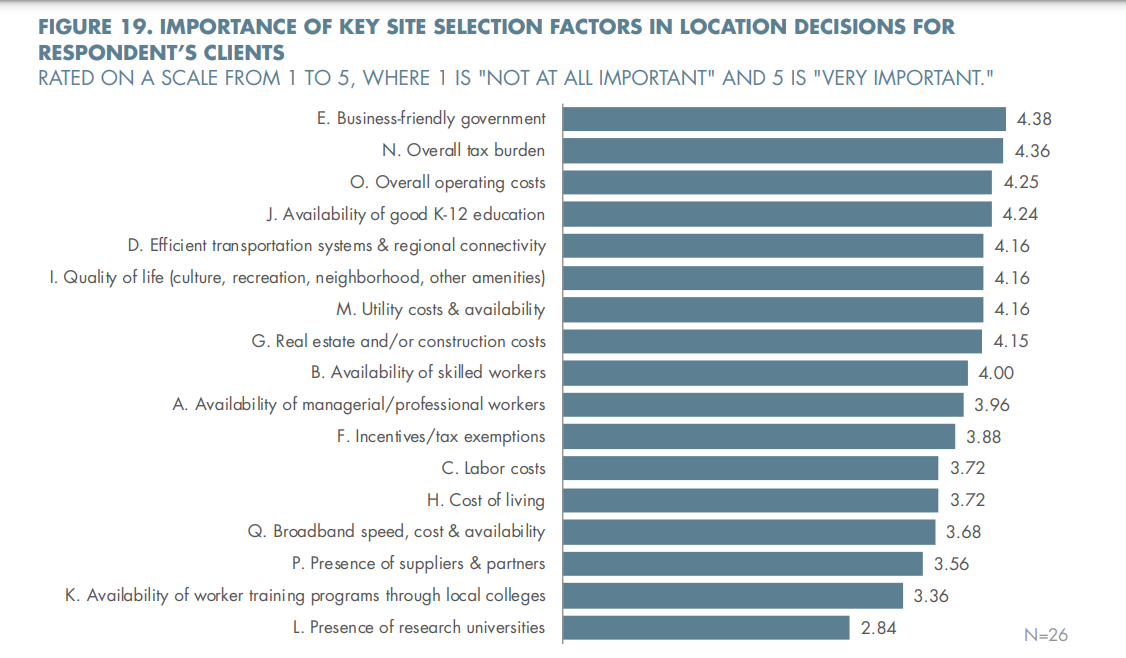 FIGURE 19. IMPORTANCE OF KEY SITE SELECTION FACTORS IN LOCATION DECISIONS FOR
RESPONDENT'S CLIENTS
RATED ON A SCALE FROM 1 TO 5, WHERE 1 IS "NOT AT ALL IMPORTANT" AND 5 IS "VERY IMPORTANT."
E. Business-friendly government 4.38
N. Overall tax burden 4.36
O. Overall operating costs 4.25
J. Availability of good K-12 education 4.24
D. Efficient transportation systems & regional connectivity 4.16
I. Quality of life (culture, recreation, neighborhood, other amenities) 4.16
M. Utility costs & availability 4.16
G. Real estate and/or construction costs 4.15
B. Availability of skilled workers 4.00
A. Availability of managerial/professional workers 3.96
F. Incentives/tax exemptions 3.88
C. Labor costs 3.72
H. Cost of living 3.72
Q. Broadband speed, cost & availability 3.68
P. Presence of suppliers & partners 3.56
K. Availability of worker training programs through local colleges 3.36
L. Presence of research universities 2.84
N=26